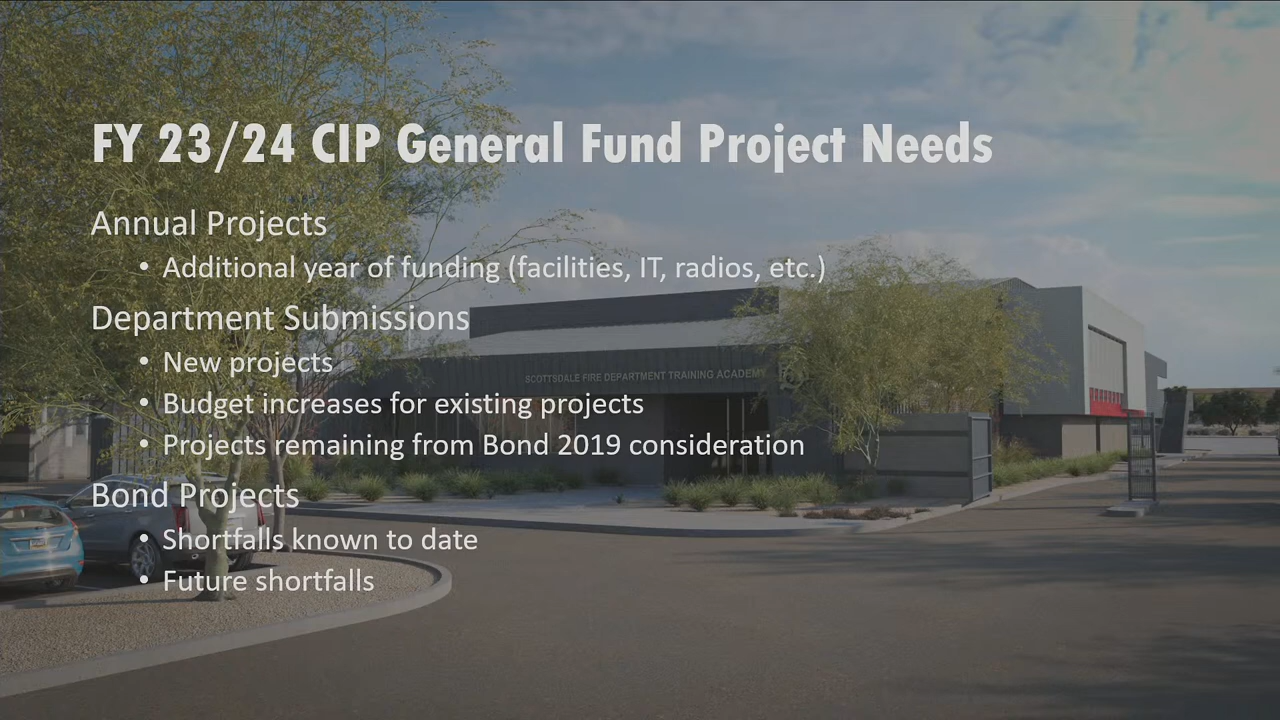 FY 23/24 CIP General Fund Project Needs
Annual Projects
• Additional year of funding (facilities, IT, radios, etc.)
Department Submissions
• New projects
SCOTTSDALE FIRE DEPARTMENT TRAINING ACADEMY
• Budget increases for existing projects
• Projects remaining from Bond 2019 consideration
Bond Projects
• Shortfalls known to date
• Future shortfalls